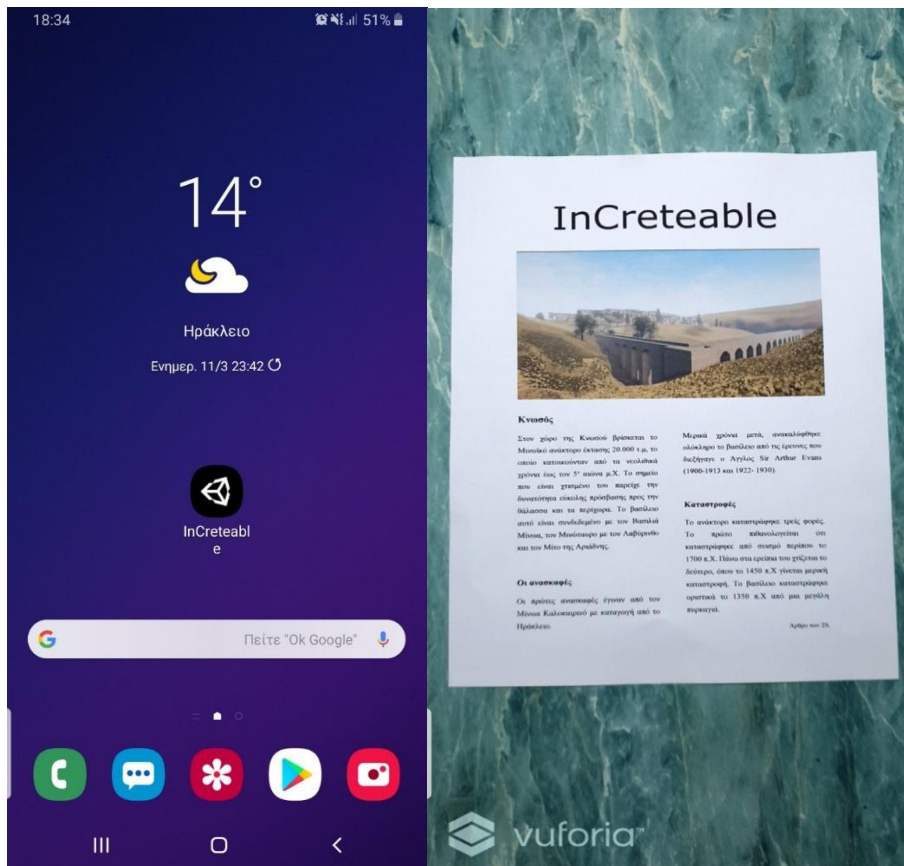 18:34
51%
14°
Ηράκλειο
Ενημερ. 11/3 23:42
InCreteabl
e
G
Πείτε "Ok Google"
InCreteable
Κνωσός
Στον χώρο της Κνωσού βρίσκεται το
Μινωϊκό ανάκτορο έκτασης 20.000 τ.μ, το
οποίο κατοικούνταν από τα νεολιθικά
χρόνια έως τον 5° αιώνα μ.Χ. Το σημείο
που είναι χτισμένο του παρείχε την
δυνατότητα εύκολης πρόσβασης προς την
θάλασσα και τα περίχωρα. Το βασίλειο
αυτό είναι συνδεδεμένο με τον Βασιλιά
Μίνωα, τον Μινώταυρο με τον Λαβύρινθο
και τον Μίτο της Αριάδνης.
Οι ανασκαφές
Οι πρώτες ανασκαφές έγιναν από τον
Μίνωα Καλοκαιρινό με καταγωγή από το
Ηράκλειο.
Μερικά χρόνια μετά, ανακαλύφθηκε
ολόκληρο το βασίλειο από τις έρευνες που
διεξήγαγε ο Άγγλος Sir Arthur Evans
(1900-1913 και 1922- 1930).
Καταστροφές
Το ανάκτορο καταστράφηκε τρείς φορές.
Το πρώτο πιθανολογείται ότι
καταστράφηκε από σεισμό περίπου το
1700 π.Χ. Πάνω στα ερείπια του χτίζεται το
δεύτερο, όπου το 1450 π.Χ γίνεται μερική
καταστροφή. Το βασίλειο καταστράφηκε
οριστικά το 1350 π.Χ από μια μεγάλη
πυρκαγιά.
Άρθρο των 2Χ
vuforia™